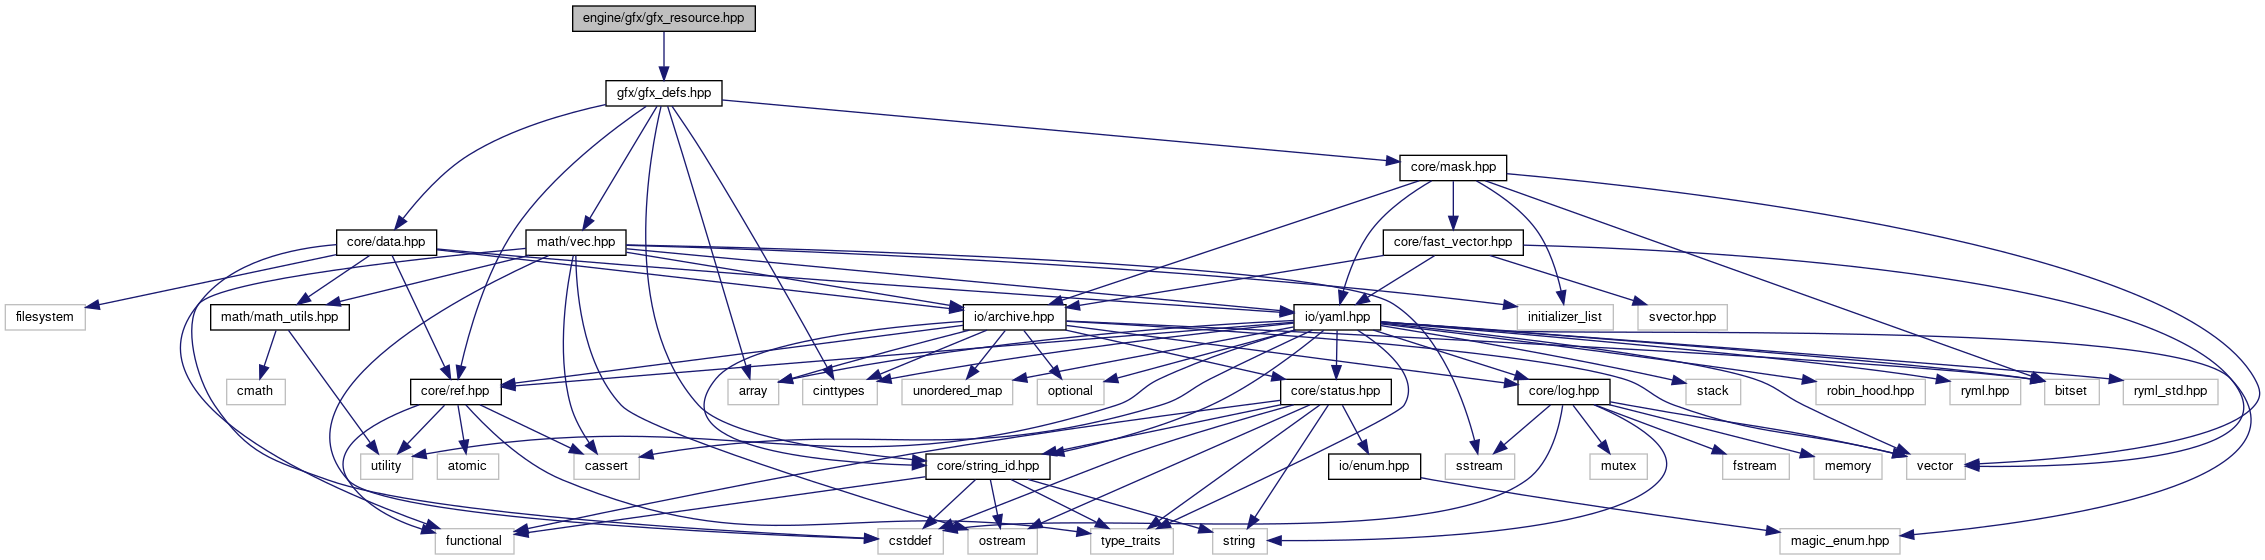 engine/gfx/gfx_resource.hpp
gfx/gfx_defs.hpp
core/mask.hpp
core/data.hpp
math/vec.hpp
core/fast_vector.hpp
filesystem
math/math_utils.hpp
io/archive.hpp
io/yaml.hpp
initializer_list
svector.hpp
cmath
core/ref.hpp
array
cinttypes
unordered_map
optional
core/status.hpp
core/log.hpp
stack
robin_hood.hpp
ryml.hpp
bitset
ryml_std.hpp
utility
atomic
cassert
core/string_id.hpp
io/enum.hpp
sstream
mutex
fstream
memory
vector
functional
cstddef
ostream
type_traits
string
magic_enum.hpp